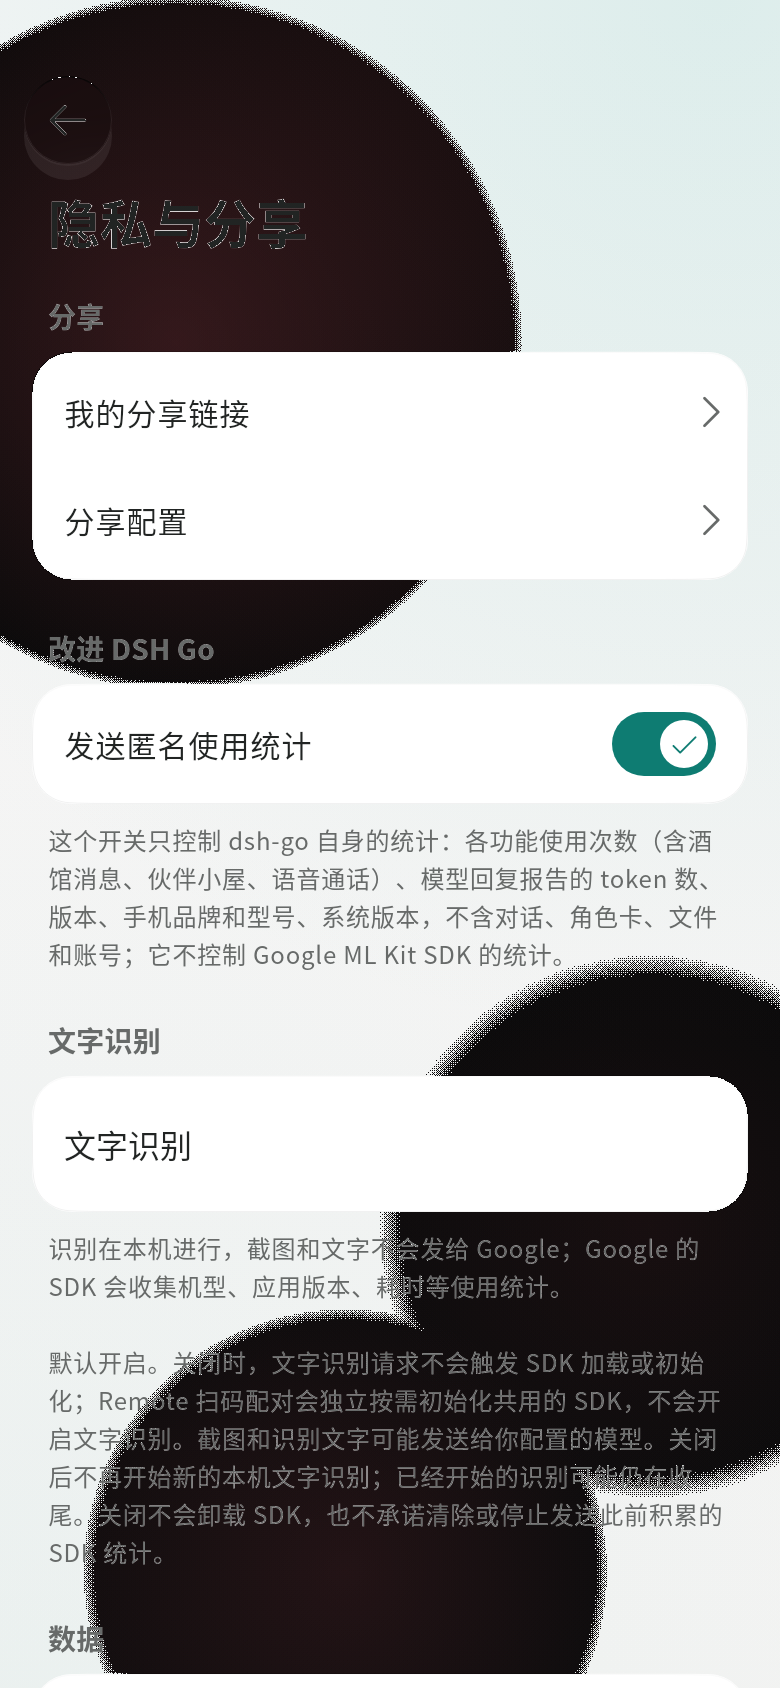 隐私与分享
分享
我的分享链接
分享配置
改进 DSH Go
发送匿名使用统计
这个开关只控制 dsh-go 自身的统计：各功能使用次数（含酒
馆消息、伙伴小屋、语音通话）、模型回复报告的 token 数、
版本、手机品牌和型号、系统版本，不含对话、角色卡、文件
和账号；它不控制 Google ML Kit SDK 的统计。
文字识别
文字识别
识别在本机进行，截图和文字不会发给 Google；Google 的
SDK 会收集机型、应用版本、耗时等使用统计。
默认开启。关闭时，文字识别请求不会触发 SDK 加载或初始
化；Remote 扫码配对会独立按需初始化共用的 SDK，不会开
启文字识别。截图和识别文字可能发送给你配置的模型。关闭
后不再开始新的本机文字识别；已经开始的识别可能仍在收
尾。关闭不会卸载 SDK，也不承诺清除或停止发送此前积累的
SDK 统计。
数据